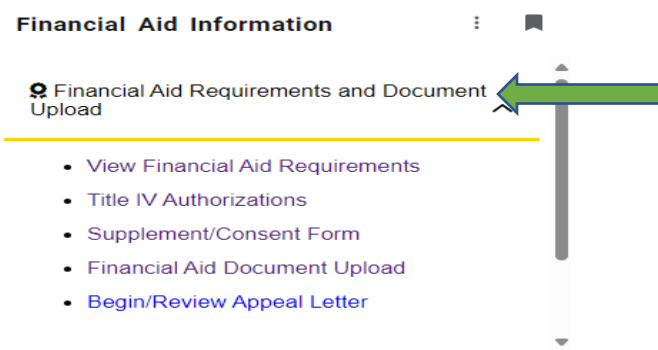 Financial Aid Information
Financial Aid Requirements and Document
Upload
View Financial Aid Requirements
Title IV Authorizations
Supplement/Consent Form
Financial Aid Document Upload
Begin/Review Appeal Letter